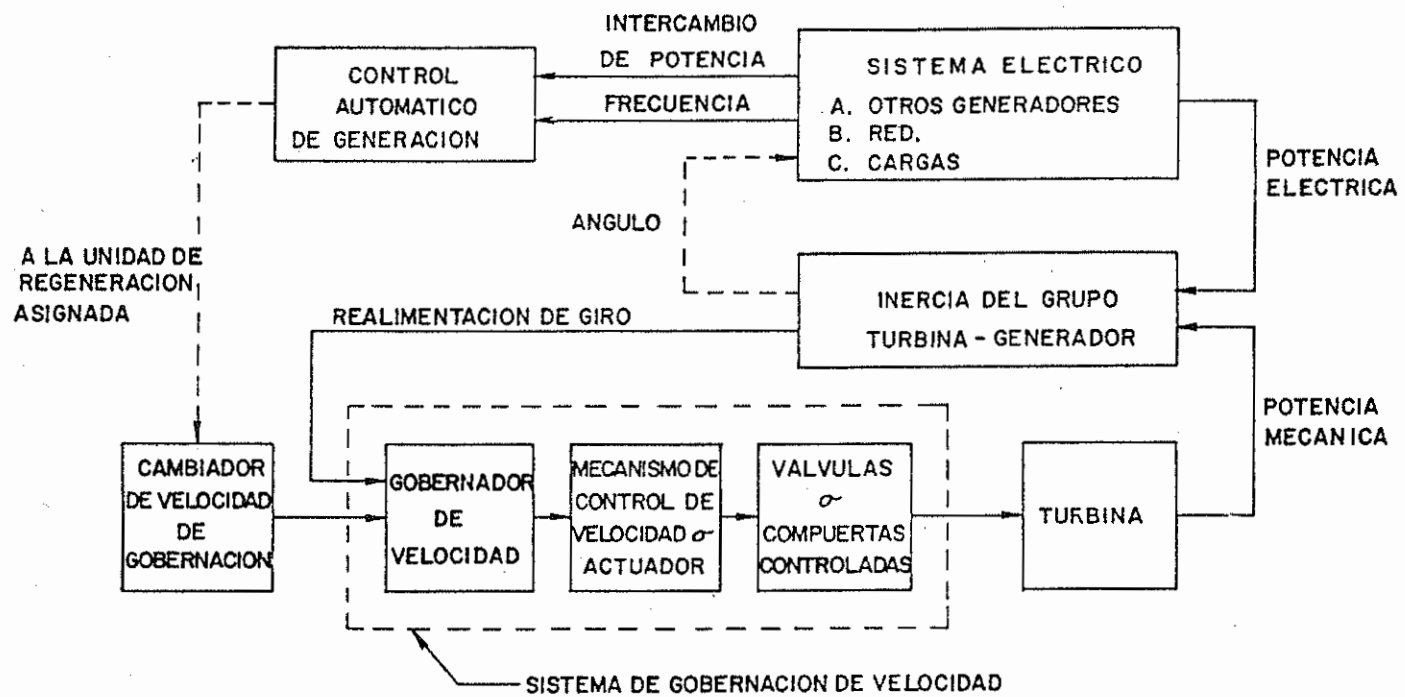 INTERCAMBIO
DE POTENCIA
FRECUENCIA
CONTROL
AUTOMATICO
DE GENERACION
SISTEMA ELECTRICO
A. OTROS GENERADORES
B. RED.
C. CARGAS
POTENCIA
ELECTRICA
ANGULO
A LA UNIDAD DE
REGENERACION
ASIGNADA
INERCIA DEL GRUPO
TURBINA - GENERADOR
REALIMENTACION DE GIRO
POTENCIA
MECANICA
CAMBIADOR
DE VELOCIDAD
DE
GOBERNACION
GOBERNADOR
DE
VELOCIDAD
MECANISMO DE
CONTROL DE
VELOCIDAD o
ACTUADOR
VALVULAS
o
COMPUERTAS
CONTROLADAS
TURBINA
SISTEMA DE GOBERNACION DE VELOCIDAD